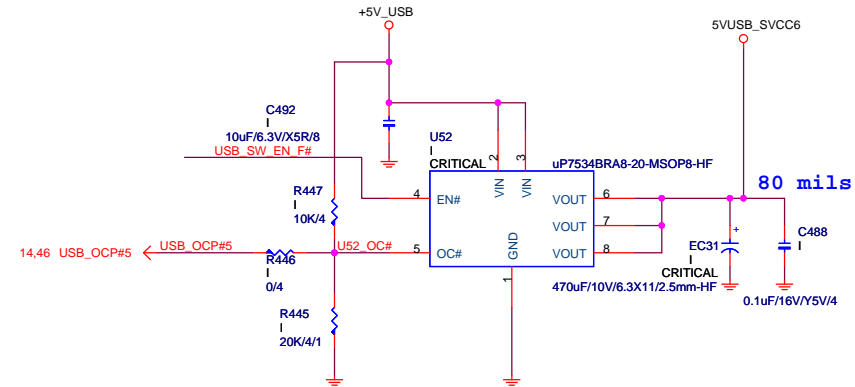 +5V_USB
5VUSB_SVCC6
C492
I
10uF/6.3V/X5R/8
USB_SW_EN_F#
U52
I
CRITICAL
uP7534BRA8-20-MSOP8-HF
80 mils
2
3
VIN
VIN
4
EN#
VOUT
6
VOUT
7
VOUT
8
5
OC#
GND
1
R447
I
10K/4
14,46 USB_OCP#5
USB_OCP#5
U52_OC#
R446
I
0/4
R445
I
20K/4/1
EC31
I
CRITICAL
470uF/10V/6.3X11/2.5mm-HF
+
C488
I
0.1uF/16V/Y5V/4